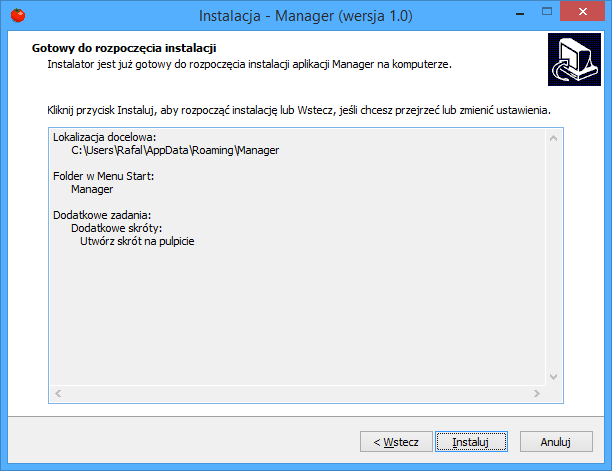 Instalacja - Manager (wersja 1.0)
Gotowy do rozpoczęcia instalacji
Instalator jest już gotowy do rozpoczęcia instalacji aplikacji Manager na komputerze.
Kliknij przycisk Instaluj, aby rozpocząć instalację lub Wstecz, jeśli chcesz przejrzeć lub zmienić ustawienia.
Lokalizacja docelowa:
C:\Users\Rafal\AppData\Roaming\Manager
Folder w Menu Start:
Manager
Dodatkowe zadania:
Dodatkowe skróty:
Utwórz skrót na pulpicie
< Wstecz
Instaluj
Anuluj